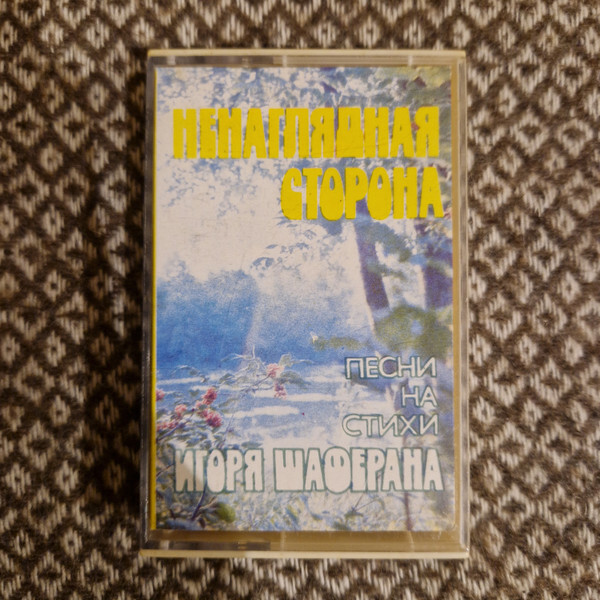 НЕНАГЛЯДНАЯ
СТОРОНА
ПЕСНИ
НА
СТИХИ
ИГОРЯ ШАФЕРАНА